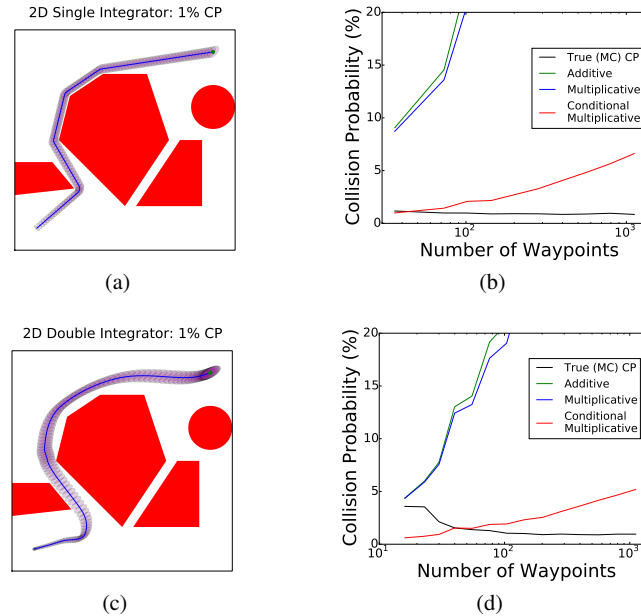 2D Single Integrator: 1% CP
(a)
Collision Probability (%)
20
15
10
5
0
True (MC) CP
Additive
Multiplicative
Conditional
Multiplicative
10²
10³
Number of Waypoints
(b)
2D Double Integrator: 1% CP
(c)
Collision Probability (%)
20
15
10
5
0
True (MC) CP
Additive
Multiplicative
Conditional
Multiplicative
10¹
10²
10³
Number of Waypoints
(d)